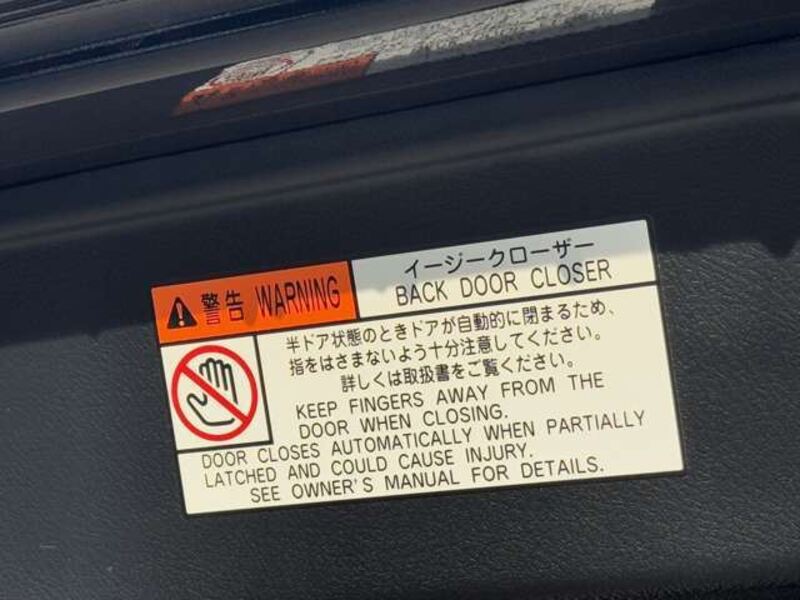 警告 WARNING
イージークローザー
BACK DOOR CLOSER
半ドア状態のときドアが自動的に閉まるため、
指をはさまないよう十分注意してください。
詳しくは取扱書をご覧ください。
KEEP FINGERS AWAY FROM THE
DOOR WHEN CLOSING.
DOOR CLOSES AUTOMATICALLY WHEN PARTIALLY
LATCHED AND COULD CAUSE INJURY.
SEE OWNER'S MANUAL FOR DETAILS.